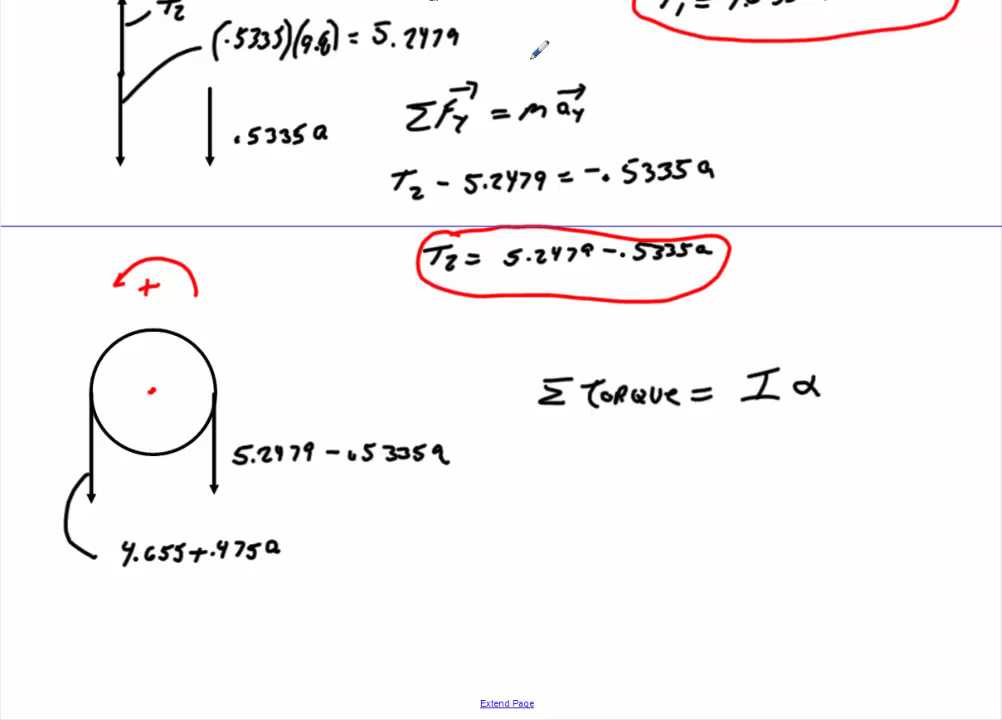 T2
T1 =
(.5335)(9.8) = 5.2479
ΣFY = m aY
.5335a
T2 - 5.2479 = -.5335a
T2 = 5.2479 - .5335a
+
Σ TORQUE = I α
5.2479 - .5335a
4.655+.475a
Extend Page